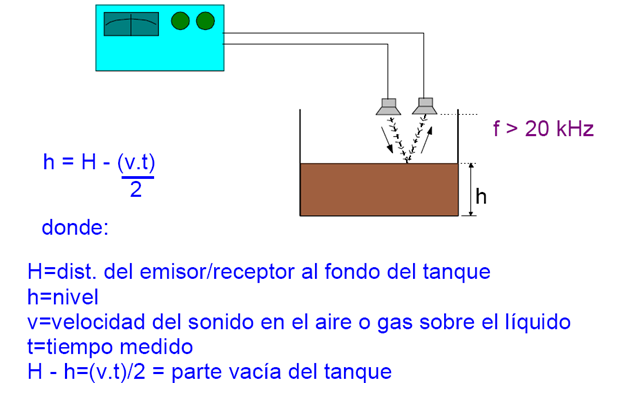 f > 20 kHz
h = H - (v.t)
2
h
donde:
H=dist. del emisor/receptor al fondo del tanque
h=nivel
v=velocidad del sonido en el aire o gas sobre el líquido
t=tiempo medido
H - h=(v.t)/2 = parte vacía del tanque